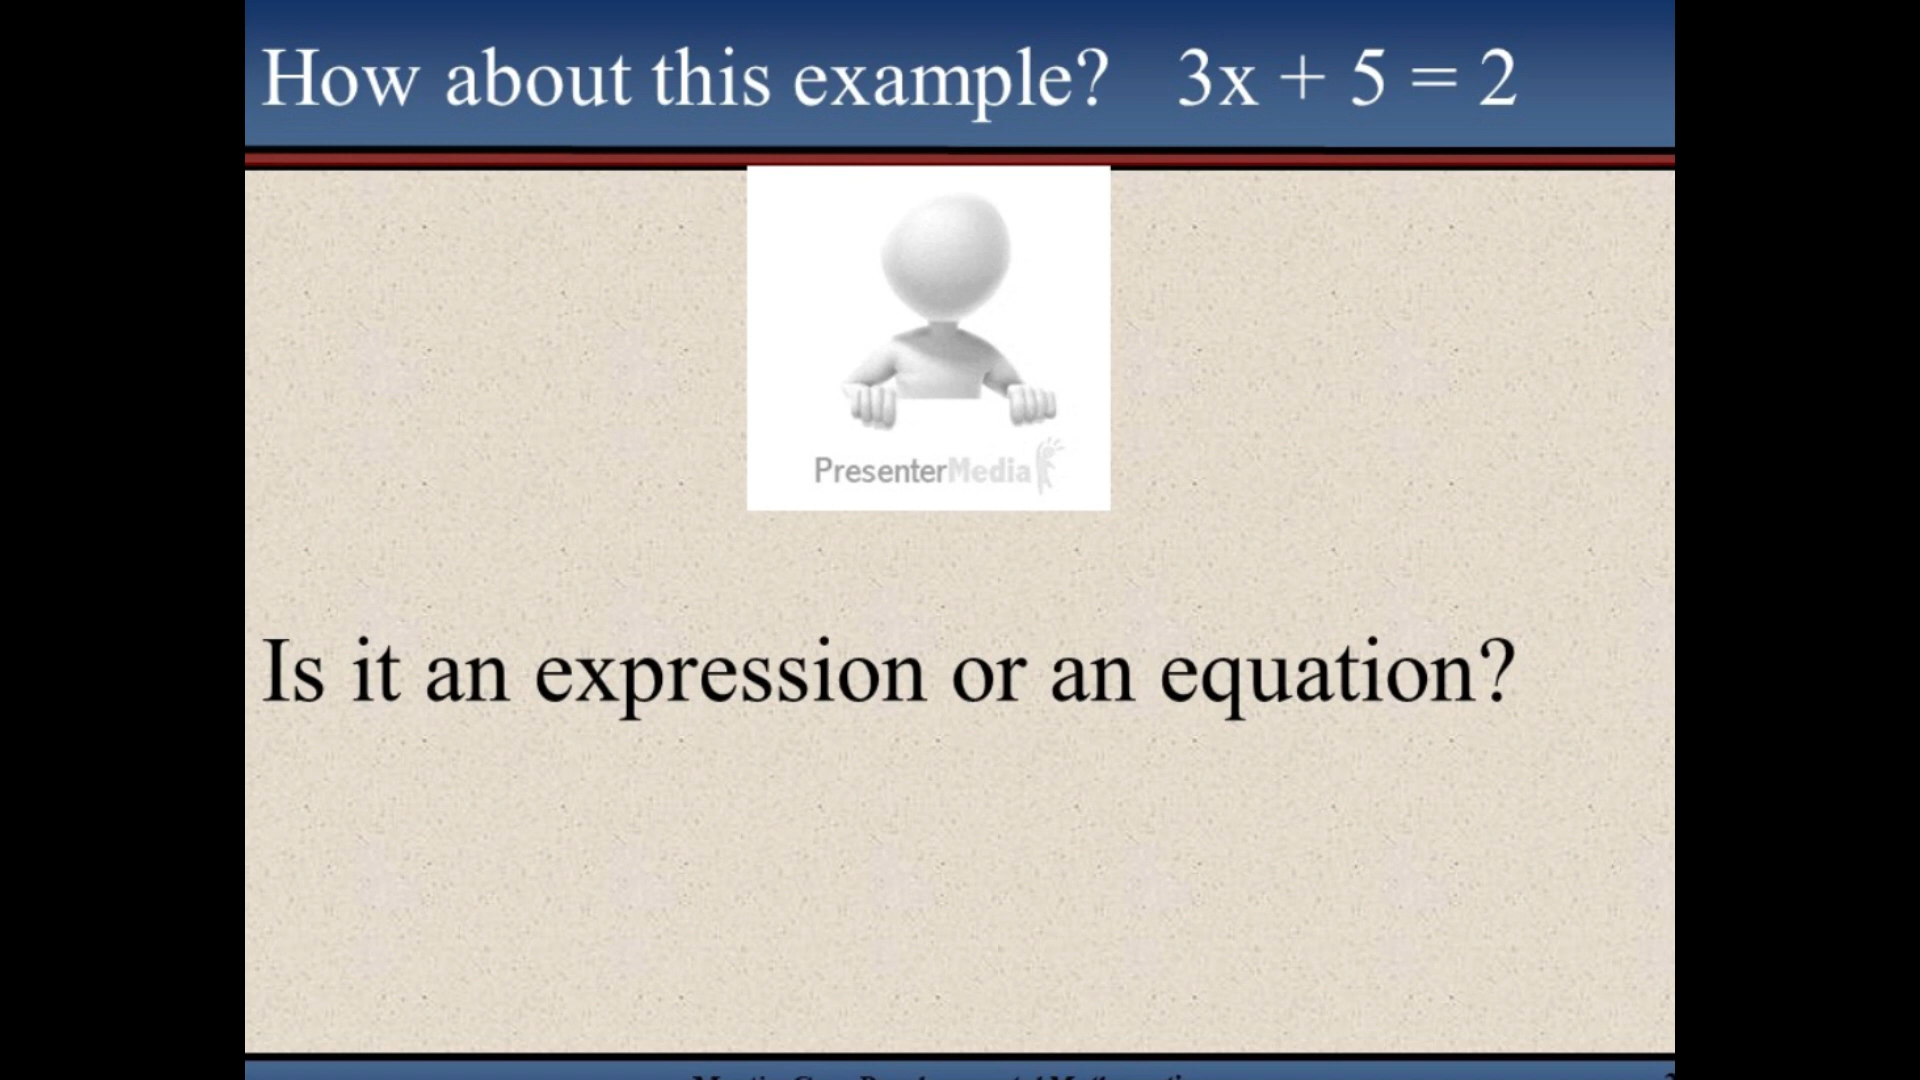 How about this example? 3x + 5 = 2
PresenterMedia
Is it an expression or an equation?